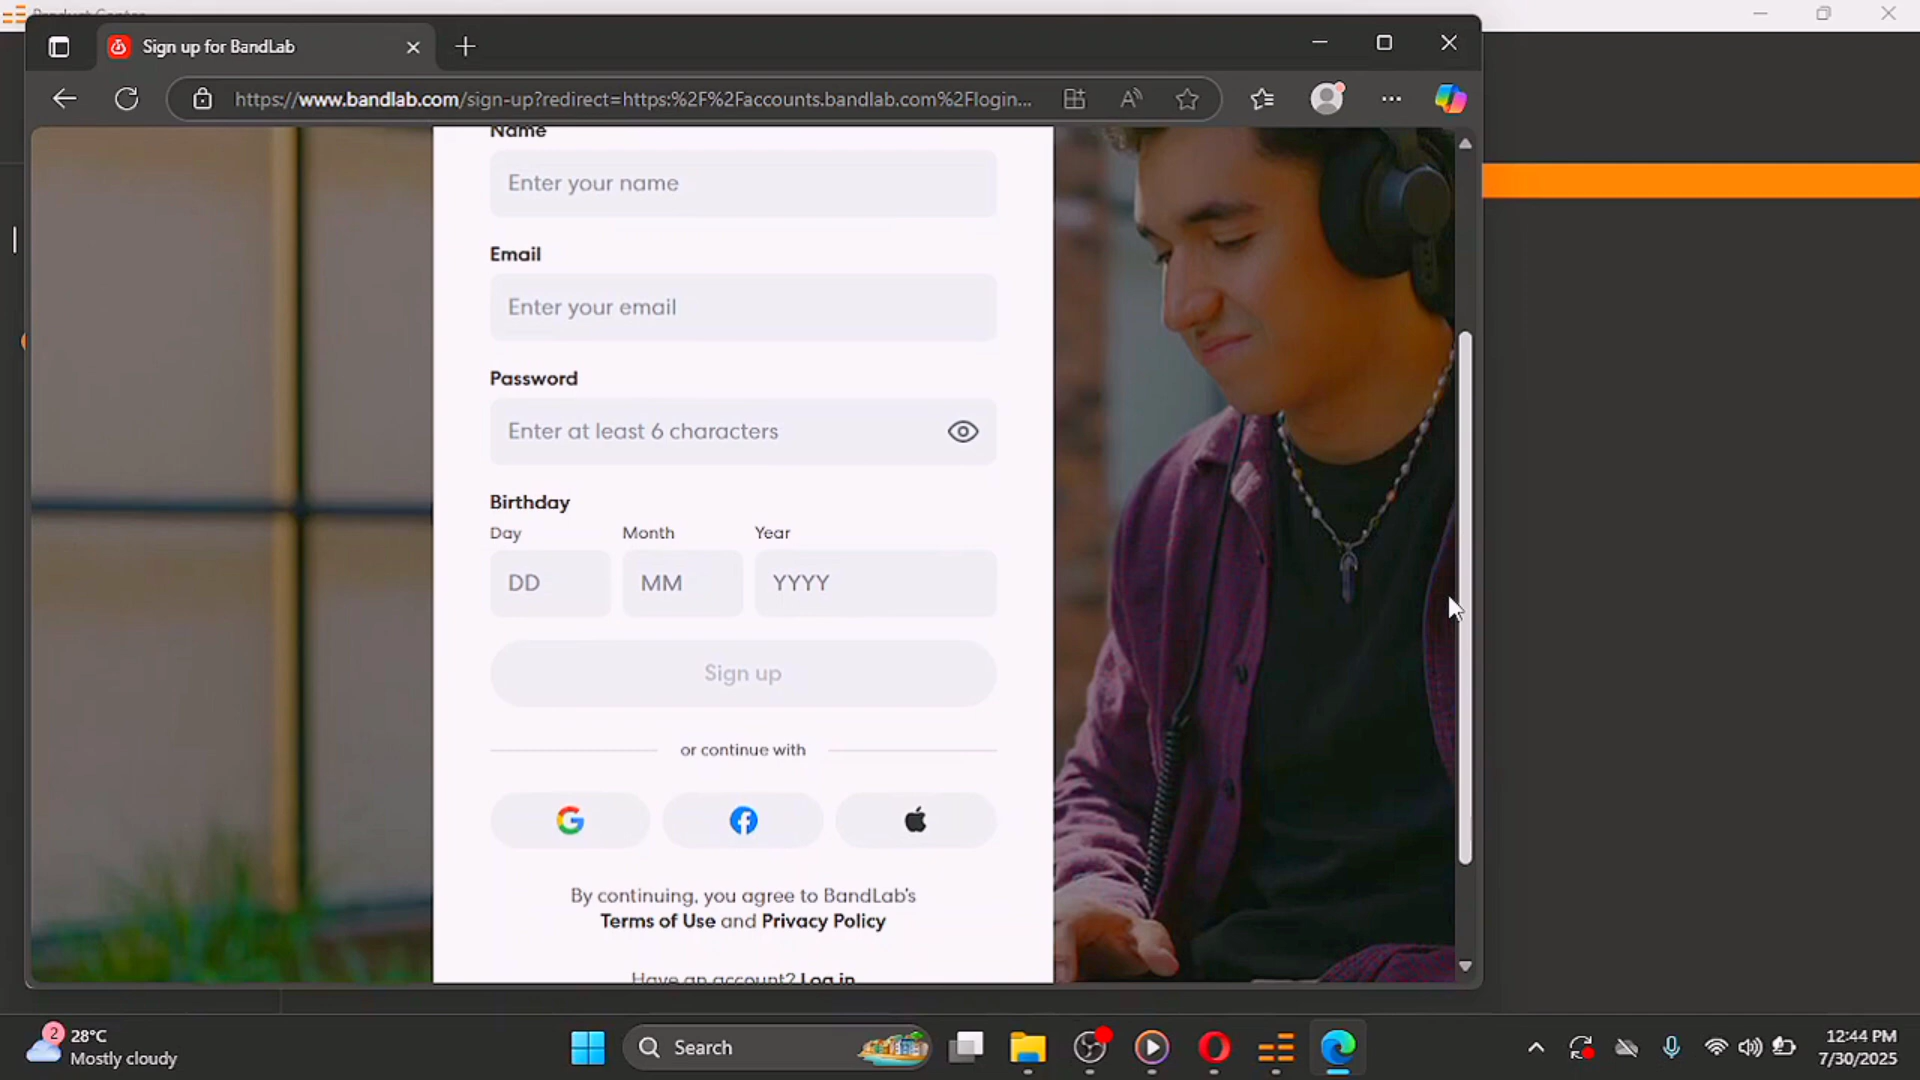 Product Center
Sign up for BandLab
https://www.bandlab.com/sign-up?redirect=https:%2F%2Faccounts.bandlab.com%2Flogin...
Name
Enter your name
Email
Enter your email
Password
Enter at least 6 characters
Birthday
Day Month Year
DD MM YYYY
Sign up
or continue with
By continuing, you agree to BandLab's
Terms of Use and Privacy Policy
Have an account? Log in
2
28°C
Mostly cloudy
Search
12:44 PM
7/30/2025